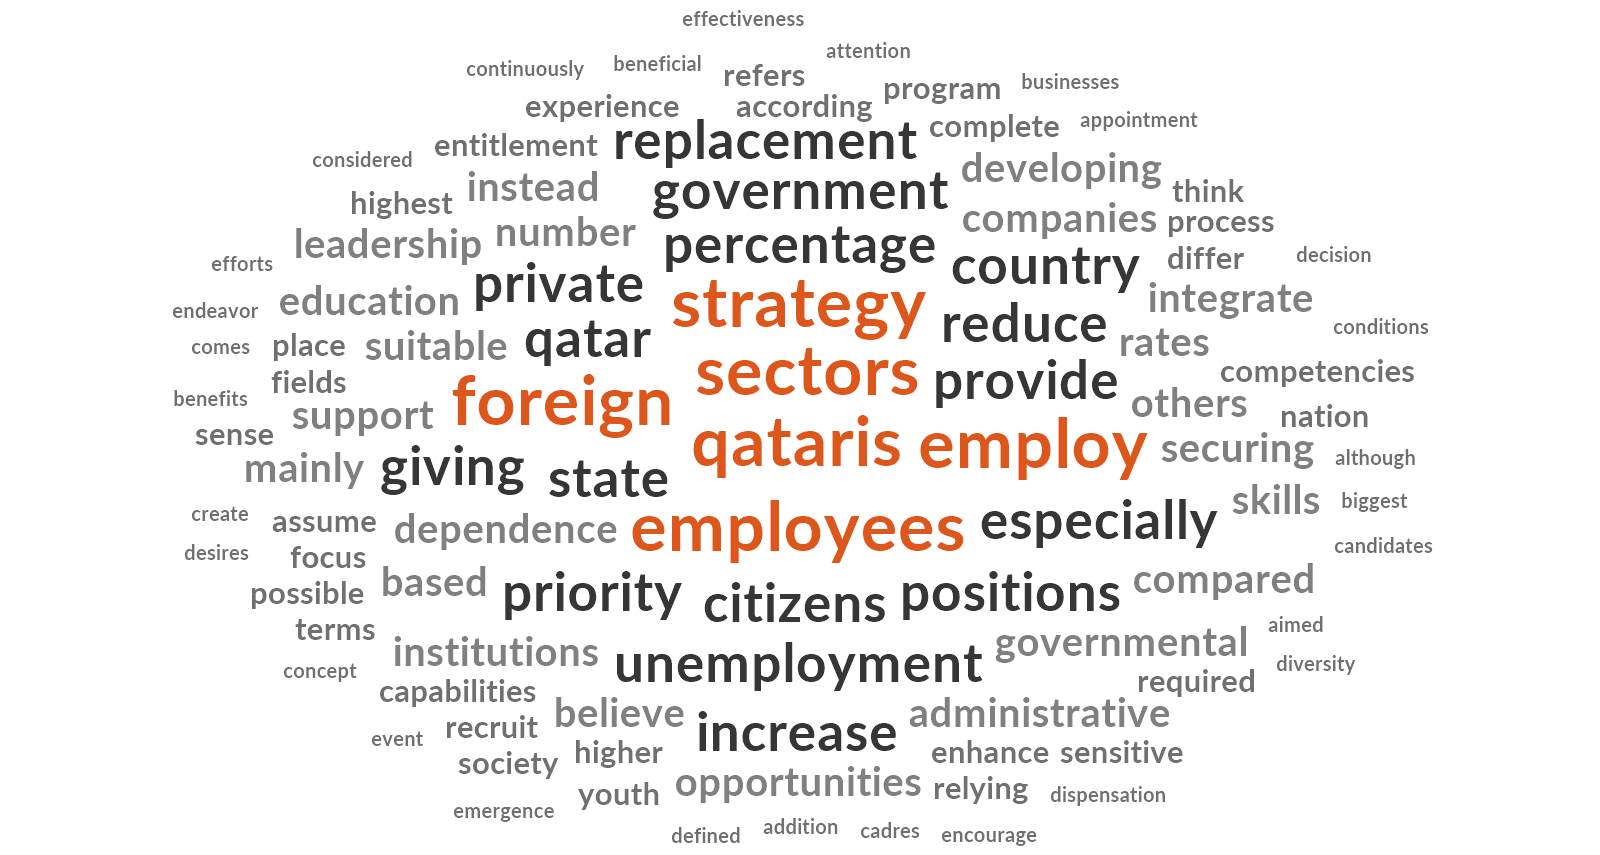 effectiveness
attention
continuously beneficial refers program businesses
experience according complete appointment
considered entitlement replacement developing
highest instead government think
leadership number companies process
efforts private percentage country differ decision
endeavor education strategy integrate
comes place suitable qatar reduce rates conditions
benefits fields foreign sectors provide competencies
sense support others nation
mainly giving state qataris employ securing although
create assume dependence employees especially skills biggest
desires focus candidates
possible based priority citizens positions compared
terms aimed
concept institutions unemployment governmental diversity
capabilities required
event recruit believe increase administrative
society higher enhance sensitive
emergence youth opportunities relying dispensation
defined addition cadres encourage